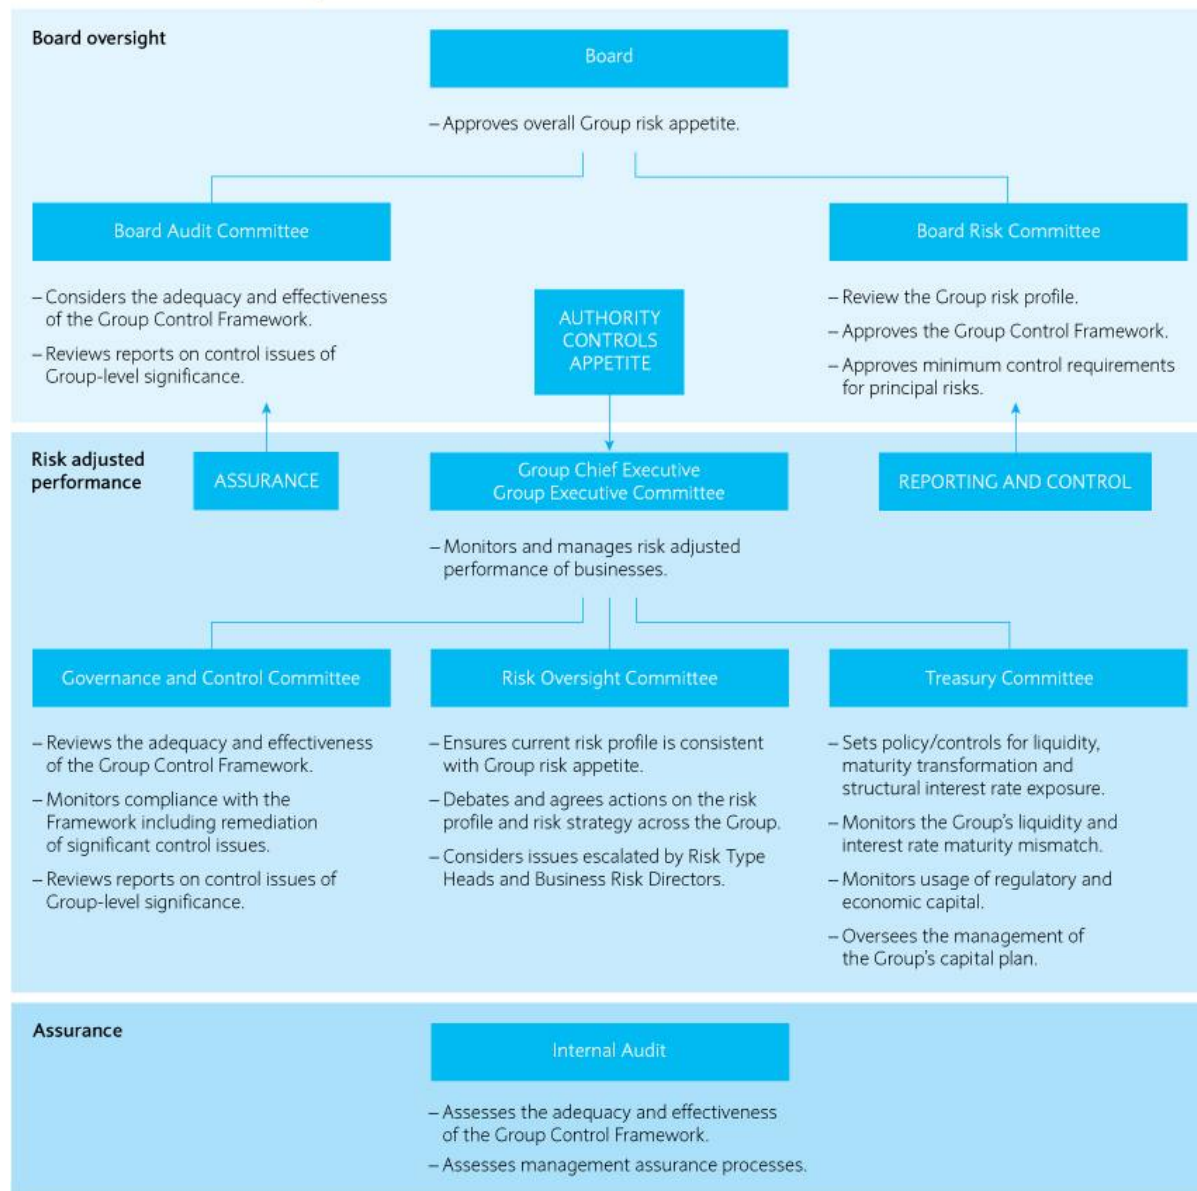 Board oversight
Board
– Approves overall Group risk appetite.
Board Audit Committee
– Considers the adequacy and effectiveness
of the Group Control Framework.
– Reviews reports on control issues of
Group-level significance.
AUTHORITY
CONTROLS
APPETITE
Board Risk Committee
– Review the Group risk profile.
– Approves the Group Control Framework.
– Approves minimum control requirements
for principal risks.
Risk adjusted
performance
ASSURANCE
Group Chief Executive
Group Executive Committee
REPORTING AND CONTROL
– Monitors and manages risk adjusted
performance of businesses.
Governance and Control Committee
– Reviews the adequacy and effectiveness
of the Group Control Framework.
– Monitors compliance with the
Framework including remediation
of significant control issues.
– Reviews reports on control issues of
Group-level significance.
Risk Oversight Committee
– Ensures current risk profile is consistent
with Group risk appetite.
– Debates and agrees actions on the risk
profile and risk strategy across the Group.
– Considers issues escalated by Risk Type
Heads and Business Risk Directors.
Treasury Committee
– Sets policy/controls for liquidity,
maturity transformation and
structural interest rate exposure.
– Monitors the Group’s liquidity and
interest rate maturity mismatch.
– Monitors usage of regulatory and
economic capital.
– Oversees the management of
the Group’s capital plan.
Assurance
Internal Audit
– Assesses the adequacy and effectiveness
of the Group Control Framework.
– Assesses management assurance processes.